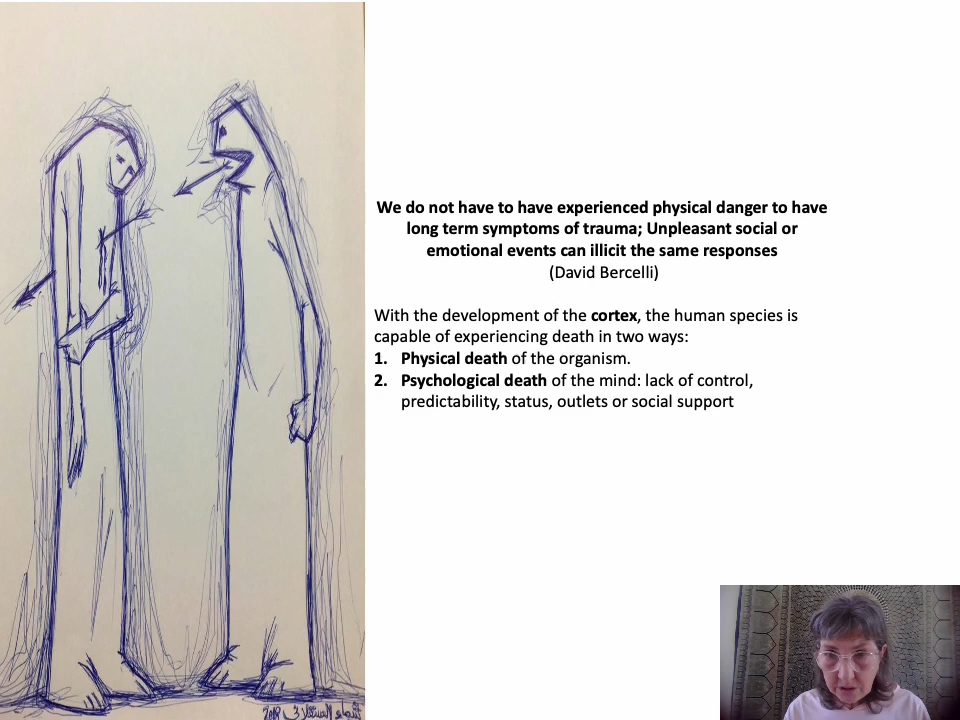 We do not have to have experienced physical danger to have
long term symptoms of trauma; Unpleasant social or
emotional events can illicit the same responses
(David Bercelli)
With the development of the cortex, the human species is
capable of experiencing death in two ways:
1. Physical death of the organism.
2. Psychological death of the mind: lack of control,
predictability, status, outlets or social support